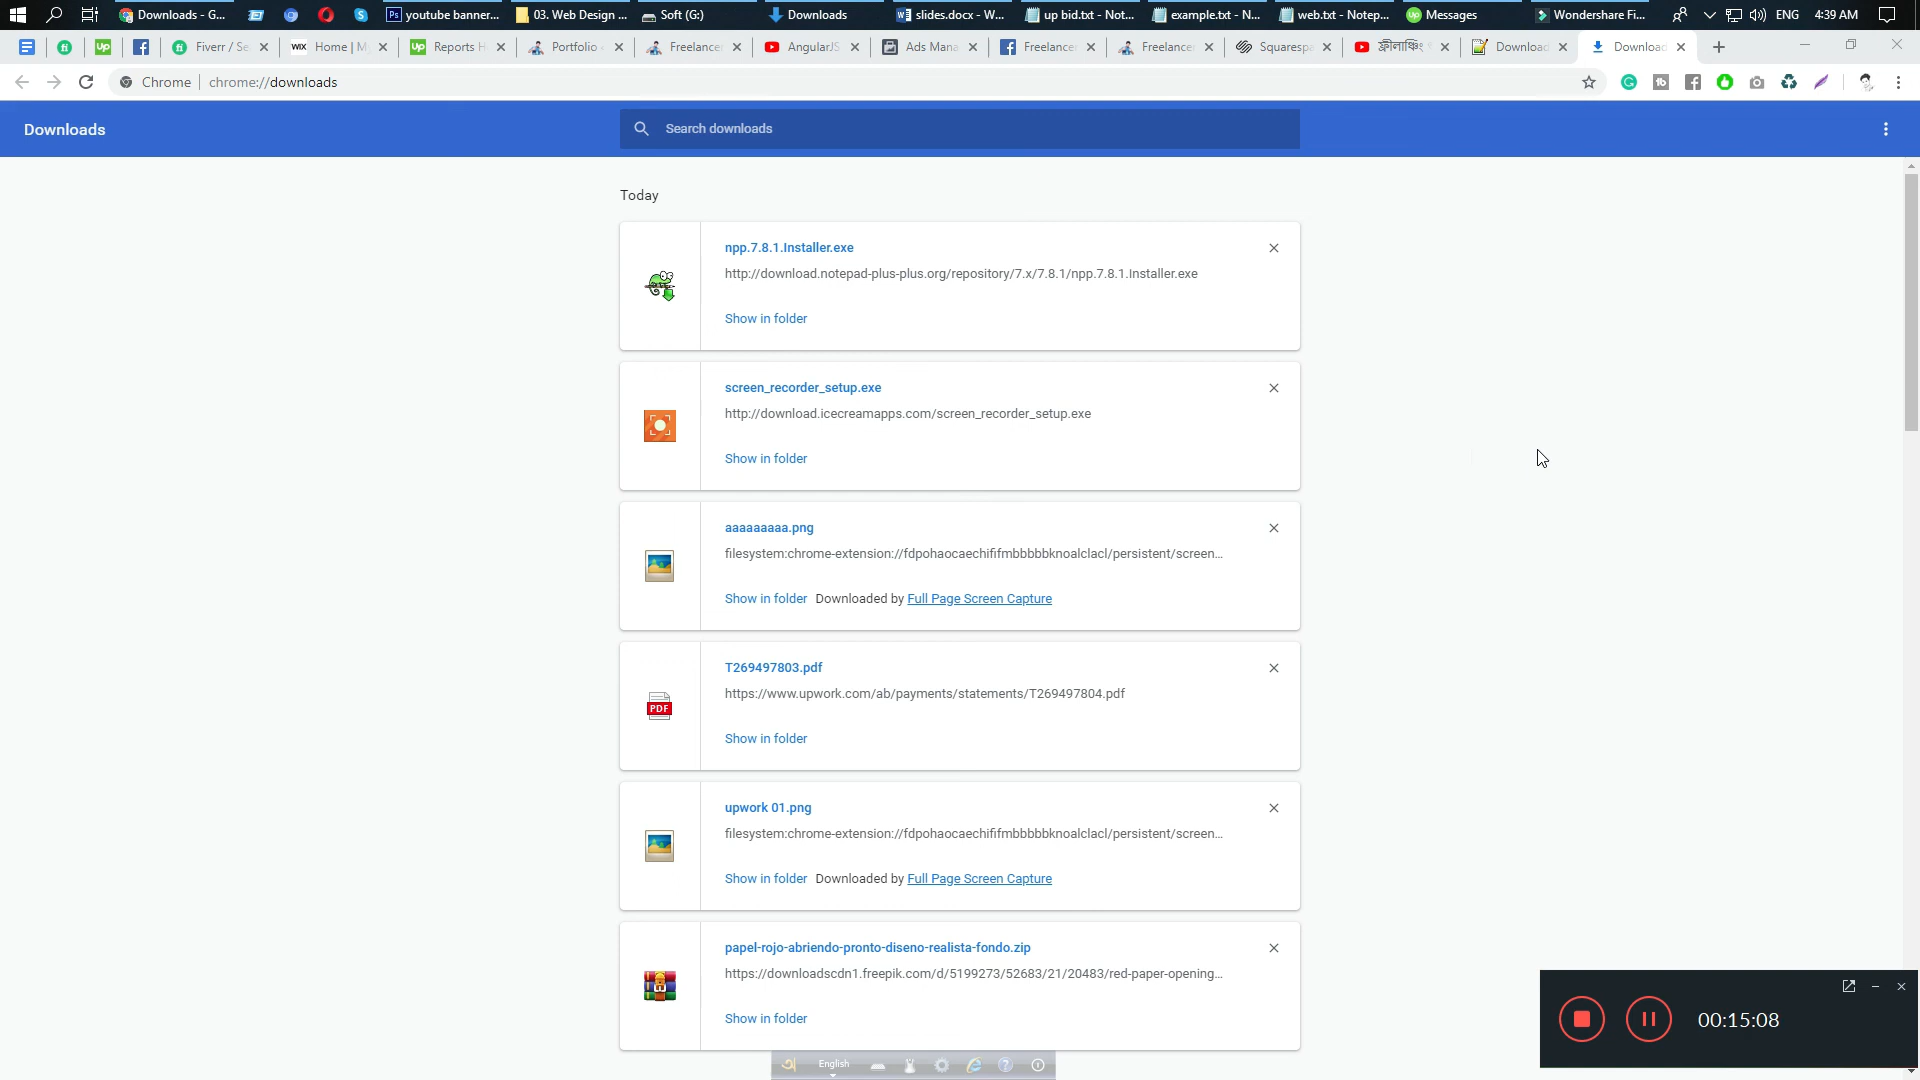 Downloads - G...
Ps youtube banner...
03. Web Design ...
Soft (G:)
Downloads
slides.docx - W...
up bid.txt - Not...
example.txt - N...
web.txt - Notep...
Up Messages
Wondershare Fi...
ENG
4:39 AM
Fiverr / Se
WIX Home | M
Up Reports H
Portfolio
Freelance
AngularJS
Ads Mana
Freelance
Freelance
Squarespa
ফ্রীলান্সিং
Download
Download
Chrome
chrome://downloads
Downloads
Search downloads
Today
npp.7.8.1.Installer.exe
http://download.notepad-plus-plus.org/repository/7.x/7.8.1/npp.7.8.1.Installer.exe
Show in folder
screen_recorder_setup.exe
http://download.icecreamapps.com/screen_recorder_setup.exe
Show in folder
aaaaaaaaa.png
filesystem:chrome-extension://fdpohaocaechififmbbbbbknoalclacl/persistent/screen...
Show in folder Downloaded by Full Page Screen Capture
T269497803.pdf
https://www.upwork.com/ab/payments/statements/T269497804.pdf
PDF
Show in folder
upwork 01.png
filesystem:chrome-extension://fdpohaocaechififmbbbbbknoalclacl/persistent/screen...
Show in folder Downloaded by Full Page Screen Capture
papel-rojo-abriendo-pronto-diseno-realista-fondo.zip
https://downloadscdn1.freepik.com/d/5199273/52683/21/20483/red-paper-opening...
Show in folder
00:15:08
English